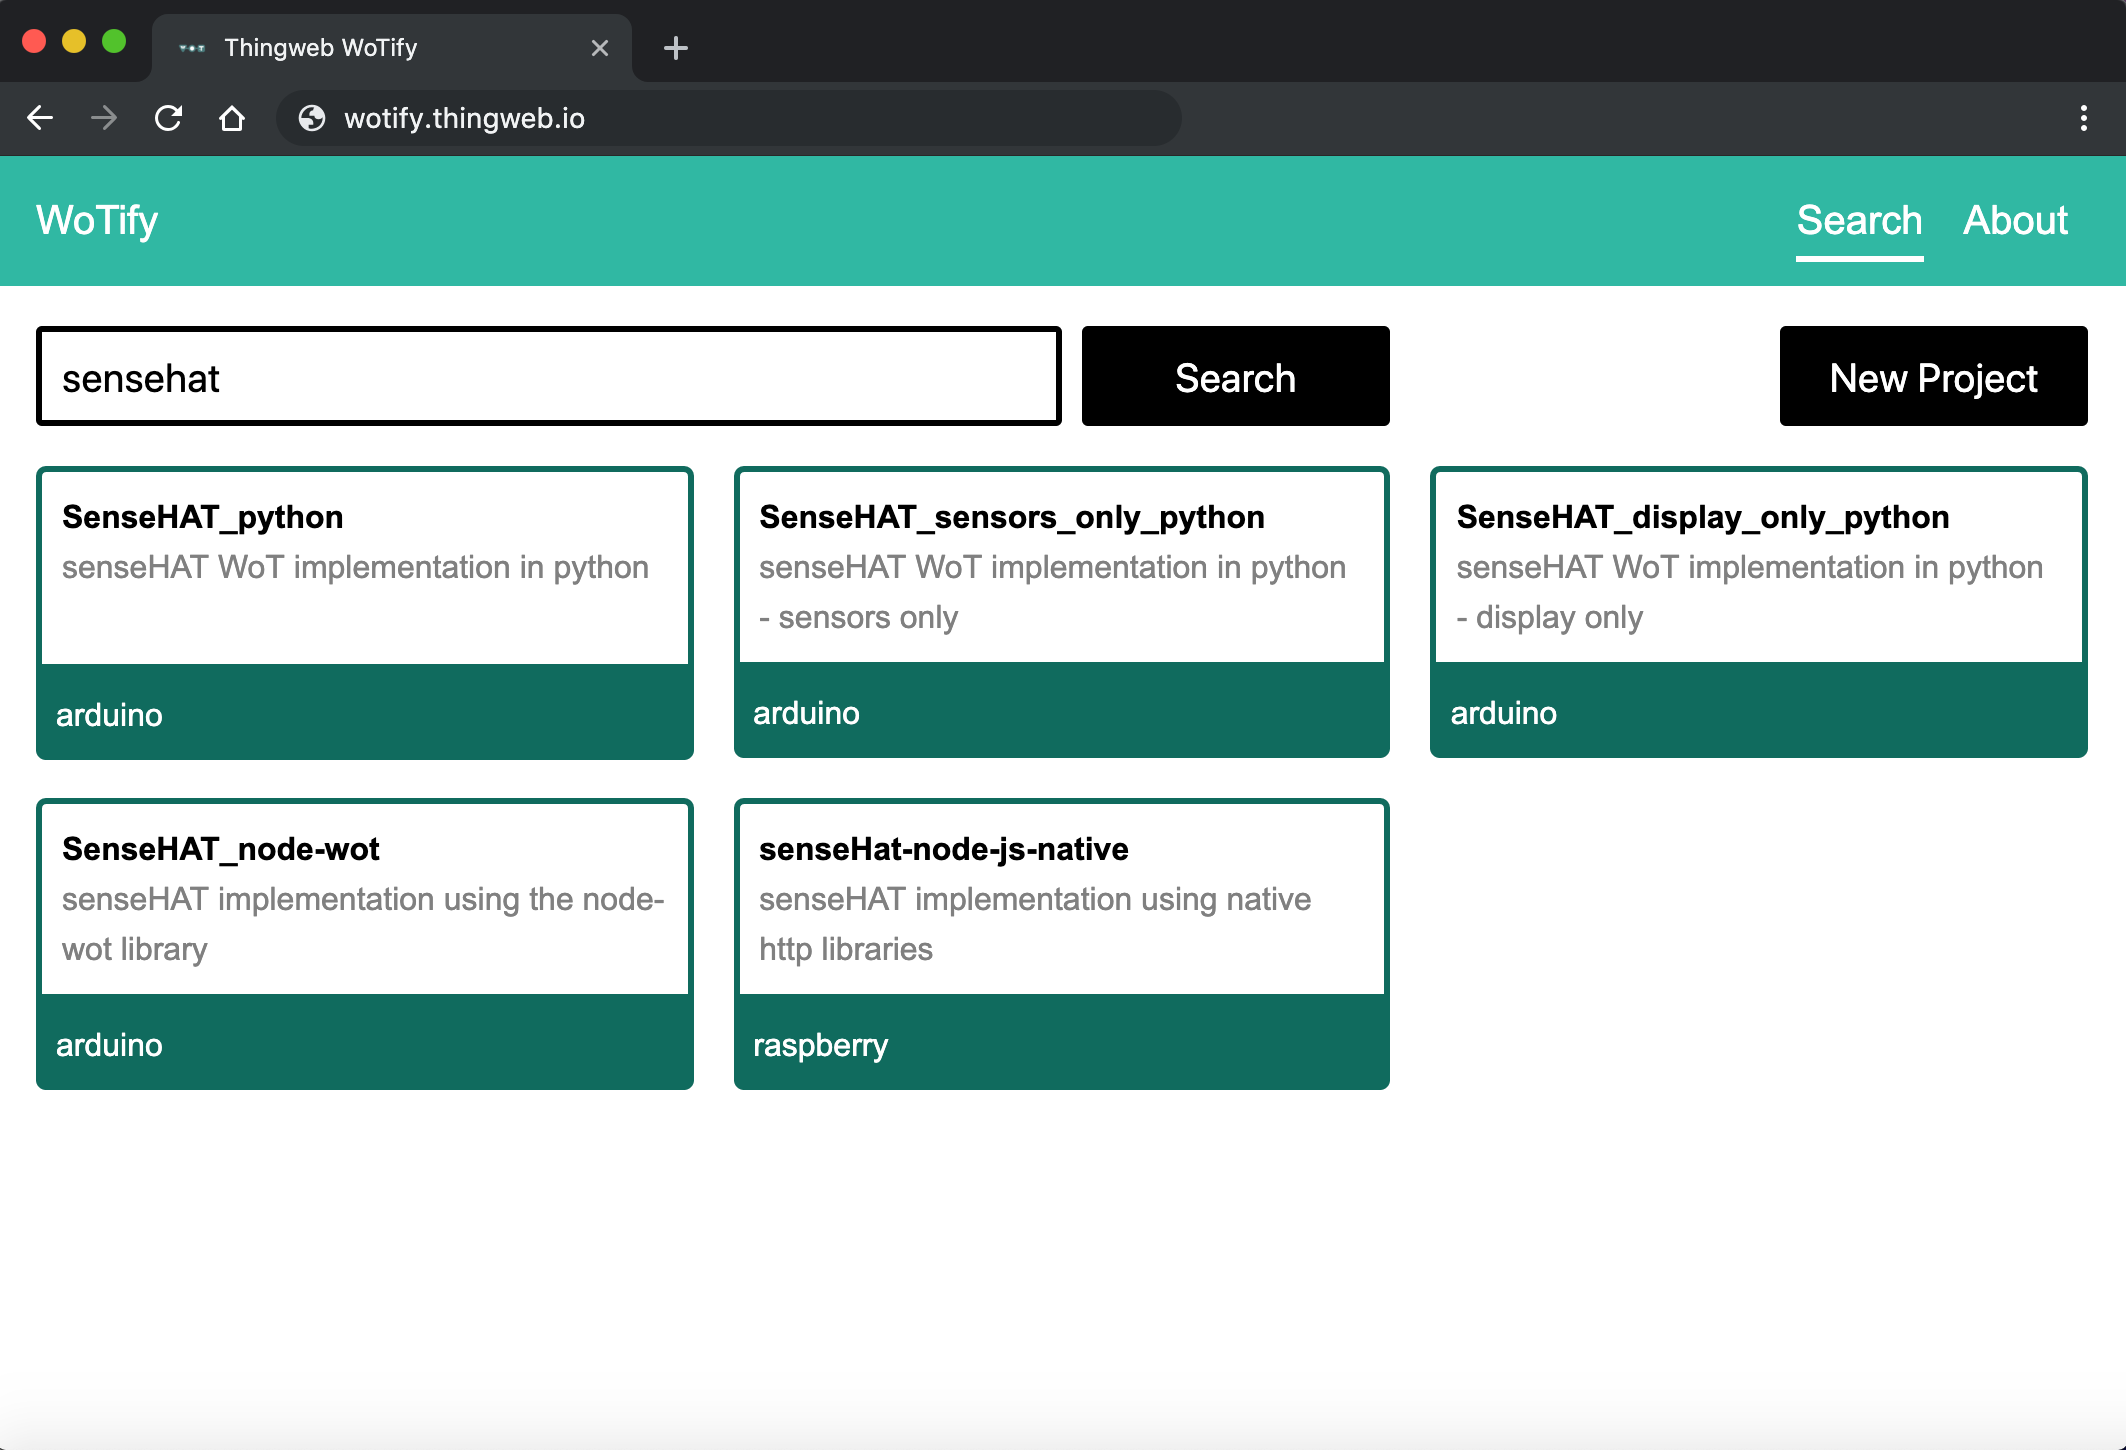 Thingweb WoTify
wotify.thingweb.io
WoTify
Search About
sensehat
Search
New Project
SenseHAT_python
senseHAT WoT implementation in python
arduino
SenseHAT_sensors_only_python
senseHAT WoT implementation in python
- sensors only
arduino
SenseHAT_display_only_python
senseHAT WoT implementation in python
- display only
arduino
SenseHAT_node-wot
senseHAT implementation using the node-
wot library
arduino
senseHat-node-js-native
senseHAT implementation using native
http libraries
raspberry